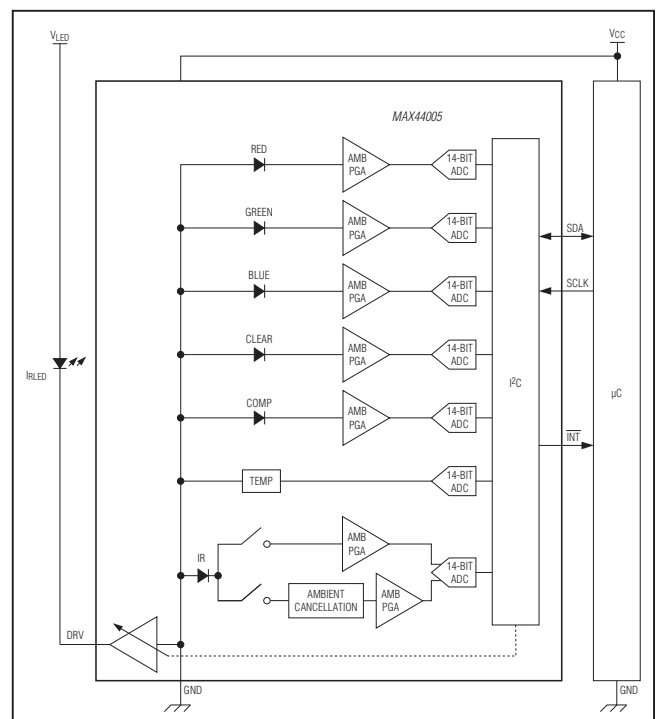 VLED
VCC
MAX44005
RED
AMB
PGA
14-BIT
ADC
GREEN
AMB
PGA
14-BIT
ADC
SDA
BLUE
AMB
PGA
14-BIT
ADC
SCLK
CLEAR
AMB
PGA
14-BIT
ADC
IRLED
I2C
µC
COMP
AMB
PGA
14-BIT
ADC
INT
TEMP
14-BIT
ADC
IR
AMB
PGA
14-BIT
ADC
AMBIENT
CANCELLATION
AMB
PGA
DRV
GND
GND